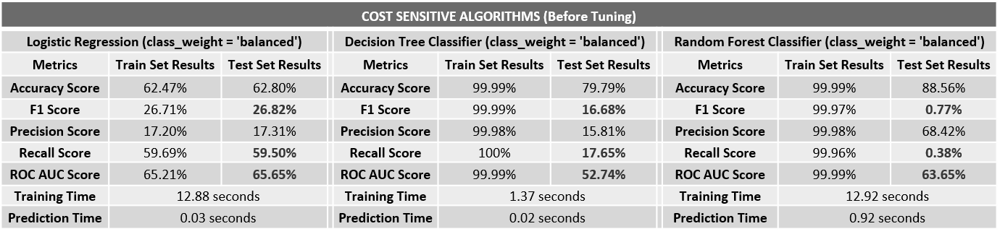 COST SENSITIVE ALGORITHMS (Before Tuning)
Logistic Regression (class_weight = 'balanced') Decision Tree Classifier (class_weight = 'balanced') Random Forest Classifier (class_weight = 'balanced')
Metrics Train Set Results Test Set Results Metrics Train Set Results Test Set Results Metrics Train Set Results Test Set Results
Accuracy Score 62.47% 62.80% Accuracy Score 99.99% 79.79% Accuracy Score 99.99% 88.56%
F1 Score 26.71% 26.82% F1 Score 99.99% 16.68% F1 Score 99.97% 0.77%
Precision Score 17.20% 17.31% Precision Score 99.98% 15.81% Precision Score 99.98% 68.42%
Recall Score 59.69% 59.50% Recall Score 100% 17.65% Recall Score 99.96% 0.38%
ROC AUC Score 65.21% 65.65% ROC AUC Score 99.99% 52.74% ROC AUC Score 99.99% 63.65%
Training Time 12.88 seconds Training Time 1.37 seconds Training Time 12.92 seconds
Prediction Time 0.03 seconds Prediction Time 0.02 seconds Prediction Time 0.92 seconds